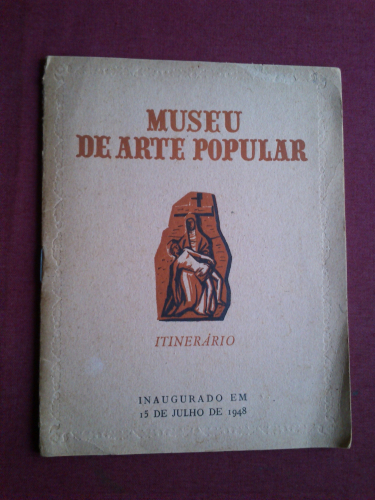 MUSEU
DE ARTE POPULAR
ITINERÁRIO
INAUGURADO EM
15 DE JULHO DE 1948